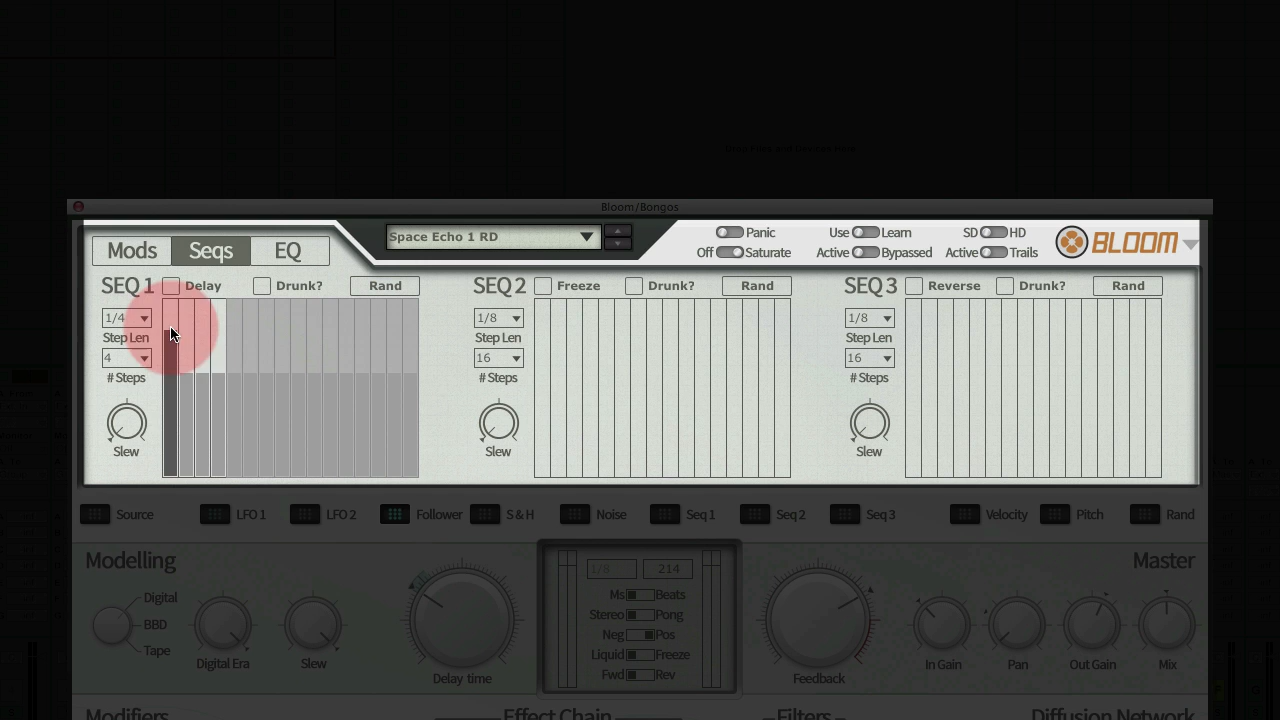 Bloom/Bongos
Mods Seqs EQ
Space Echo 1 RD
Panic Use Learn SD HD
Off Saturate Active Bypassed Active Trails
BLOOM
SEQ 1 Delay Drunk? Rand
SEQ 2 Freeze Drunk? Rand
SEQ 3 Reverse Drunk? Rand
1/4 1/8 1/8
Step Len Step Len Step Len
4 16 16
# Steps # Steps # Steps
Slew Slew Slew
Source LFO 1 LFO 2 Follower S & H Noise Seq 1 Seq 2 Seq 3 Velocity Pitch Rand
Modelling
Master
1/8 214
Digital
BBD
Tape
Ms Beats
Stereo Pong
Neg Pos
Liquid Freeze
Fwd Rev
Digital Era Slew Delay time Feedback In Gain Pan Out Gain Mix
Modifiers Effect Chain Filters Diffusion Network